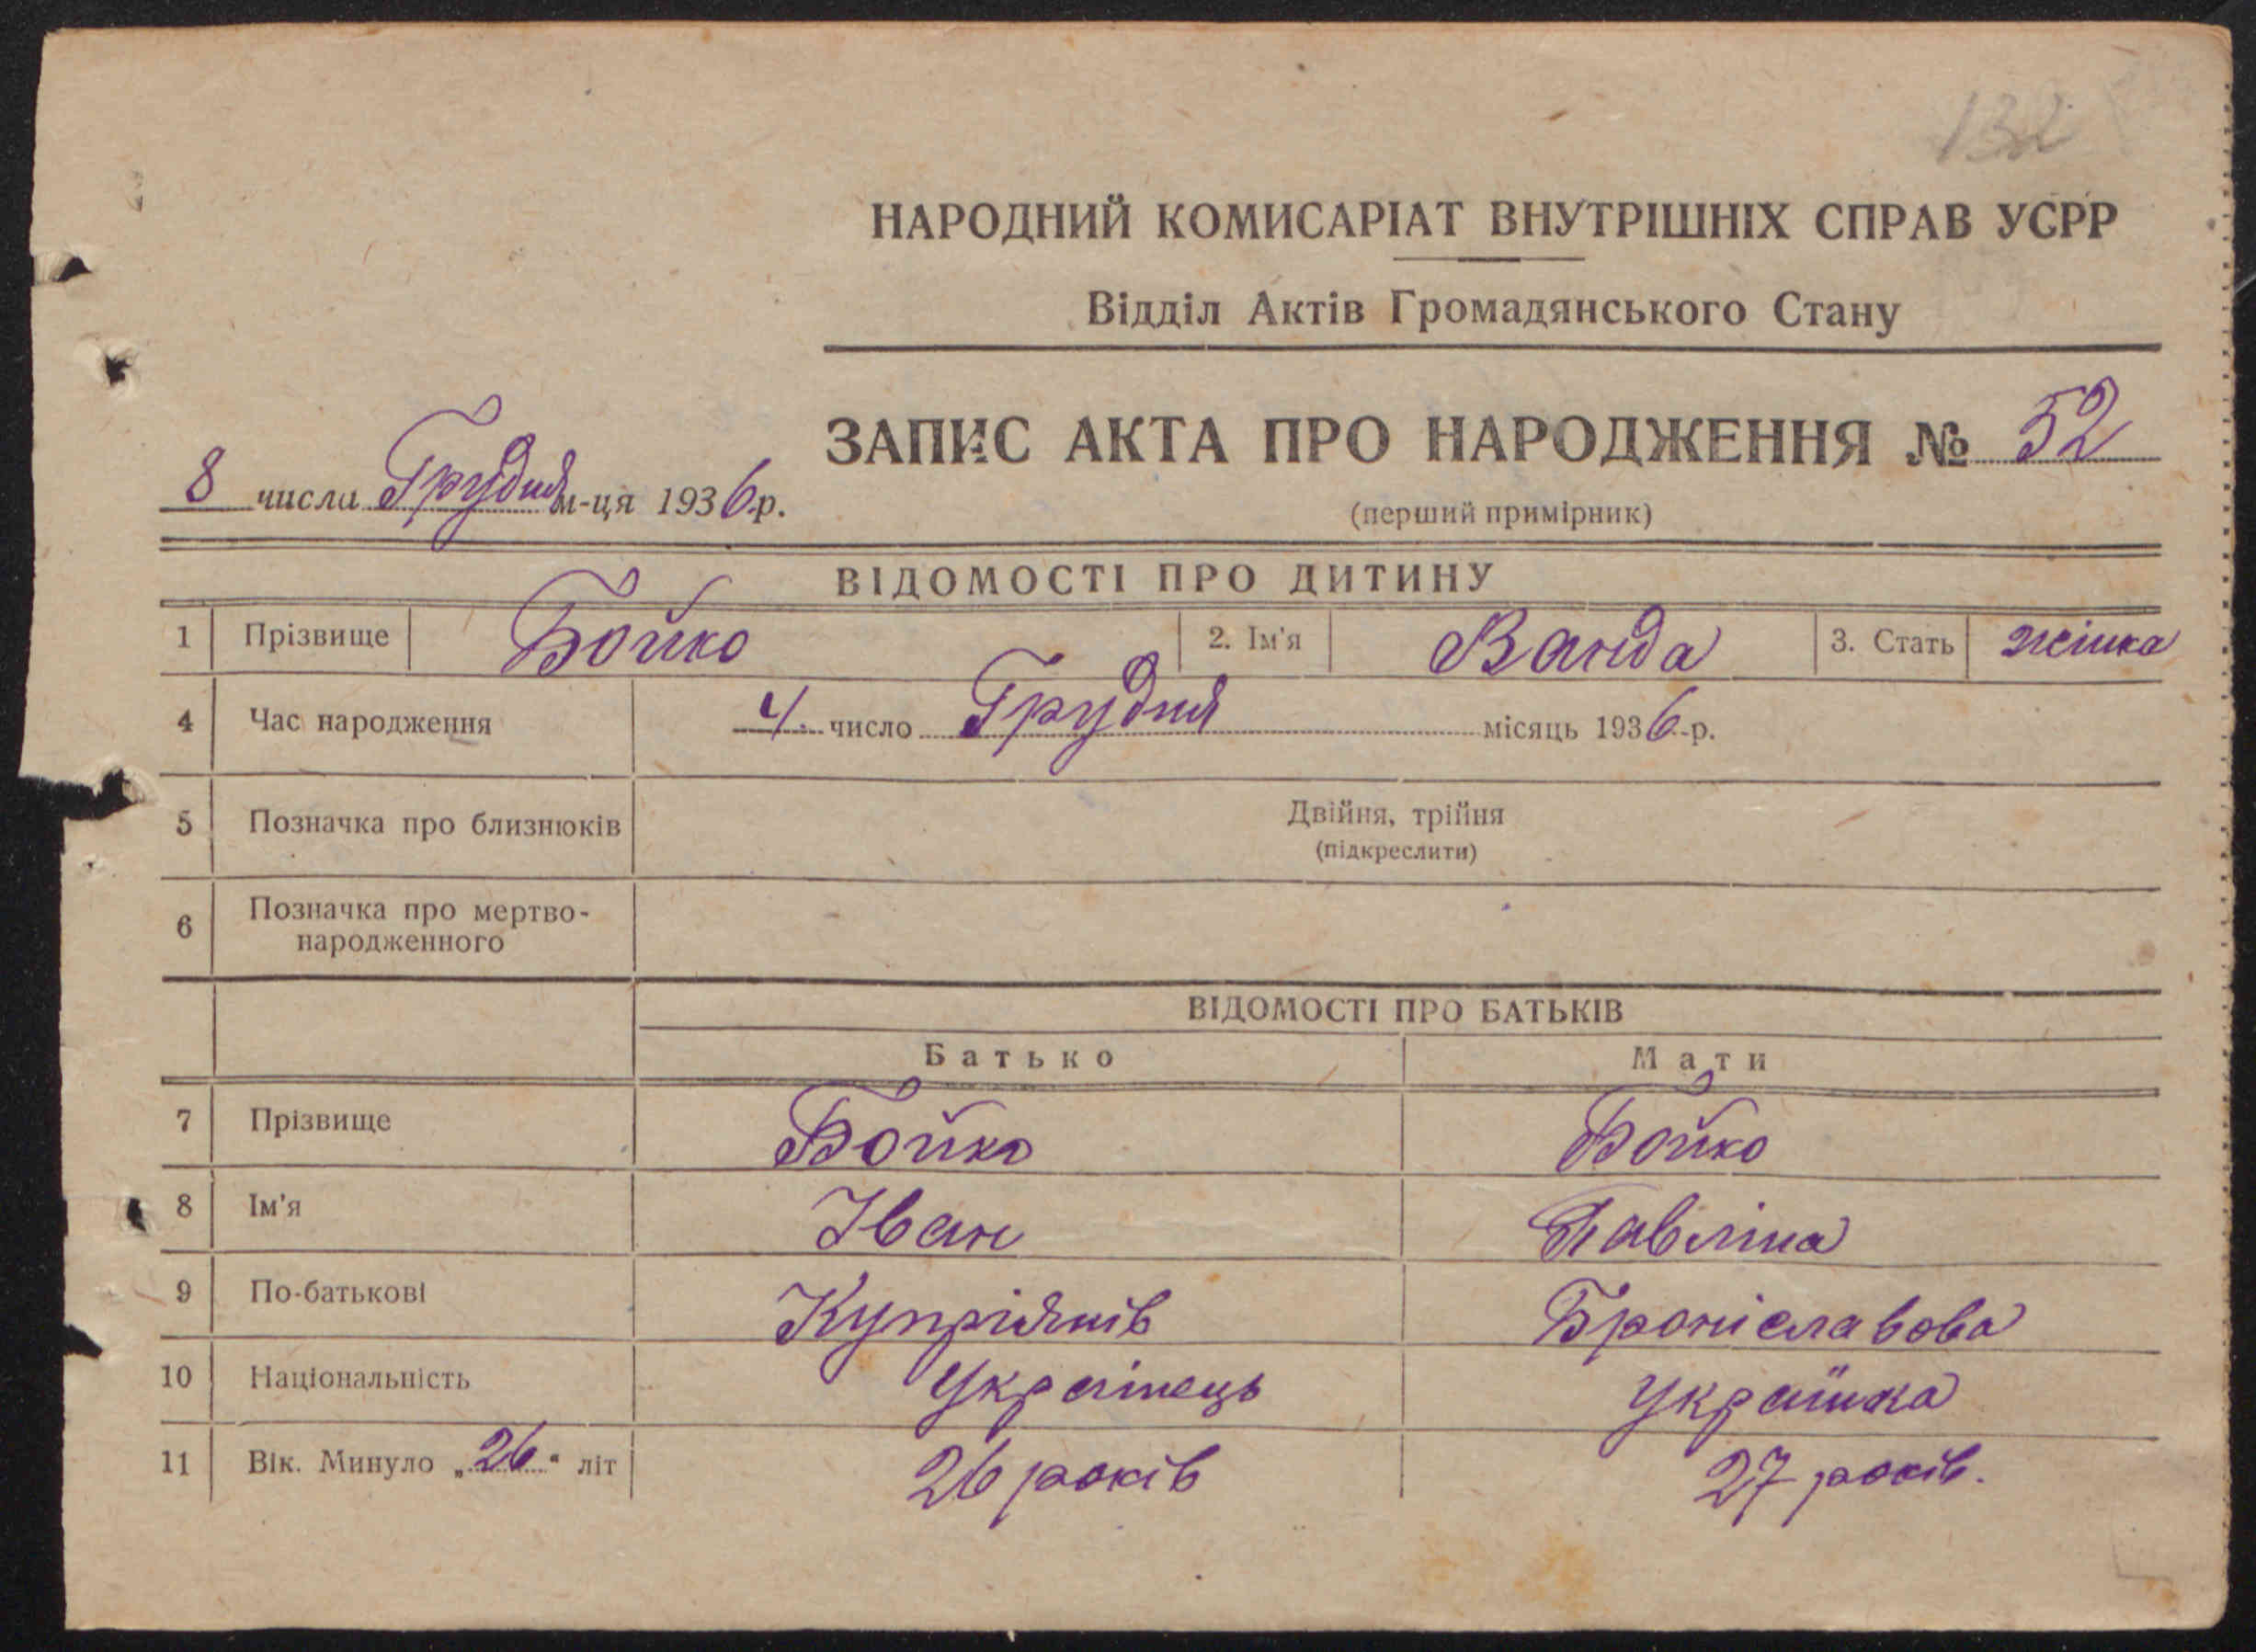 132
НАРОДНИЙ КОМИСАРІАТ ВНУТРІШНІХ СПРАВ УСРР
Відділ Актів Громадянського Стану
ЗАПИС АКТА ПРО НАРОДЖЕННЯ № 52
8 числа Грудня м-ця 1936 р.
(перший примірник)
ВІДОМОСТІ ПРО ДИТИНУ
1 Прізвище Бойко 2. Ім'я Ванда 3. Стать жінка
4 Час народження 4. число Грудня місяць 1936 р.
5 Позначка про близнюків Двійня, трійня
(підкреслити)
6 Позначка про мертво-
народженного
ВІДОМОСТІ ПРО БАТЬКІВ
Батько Мати
7 Прізвище Бойко Бойко
8 Ім'я Іван Павліна
9 По-батькові Купріянів Броніславова
10 Національність Українець Українка
11 Вік. Минуло „26" літ 26 років 27 років.